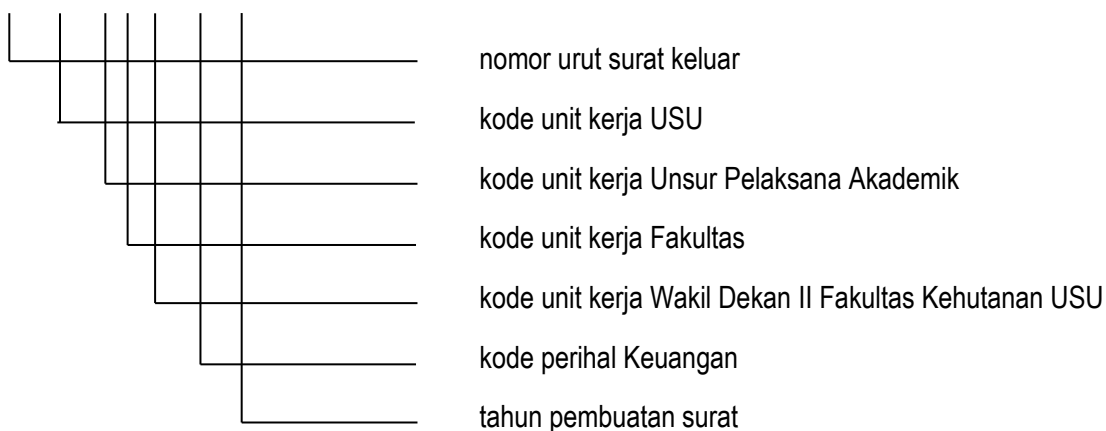 nomor urut surat keluar
kode unit kerja USU
kode unit kerja Unsur Pelaksana Akademik
kode unit kerja Fakultas
kode unit kerja Wakil Dekan II Fakultas Kehutanan USU
kode perihal Keuangan
tahun pembuatan surat